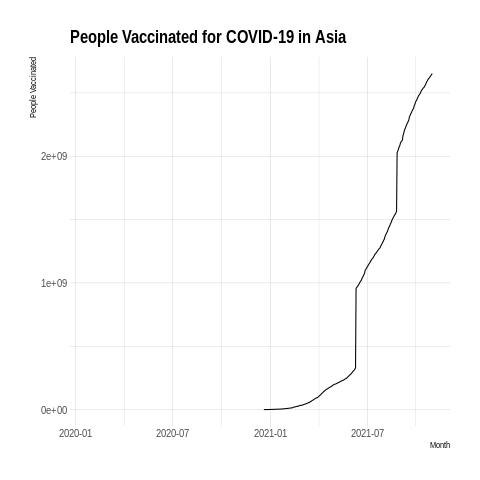 People Vaccinated for COVID-19 in Asia
People Vaccinated
2e+09
1e+09
0e+00
2020-01 2020-07 2021-01 2021-07
Month